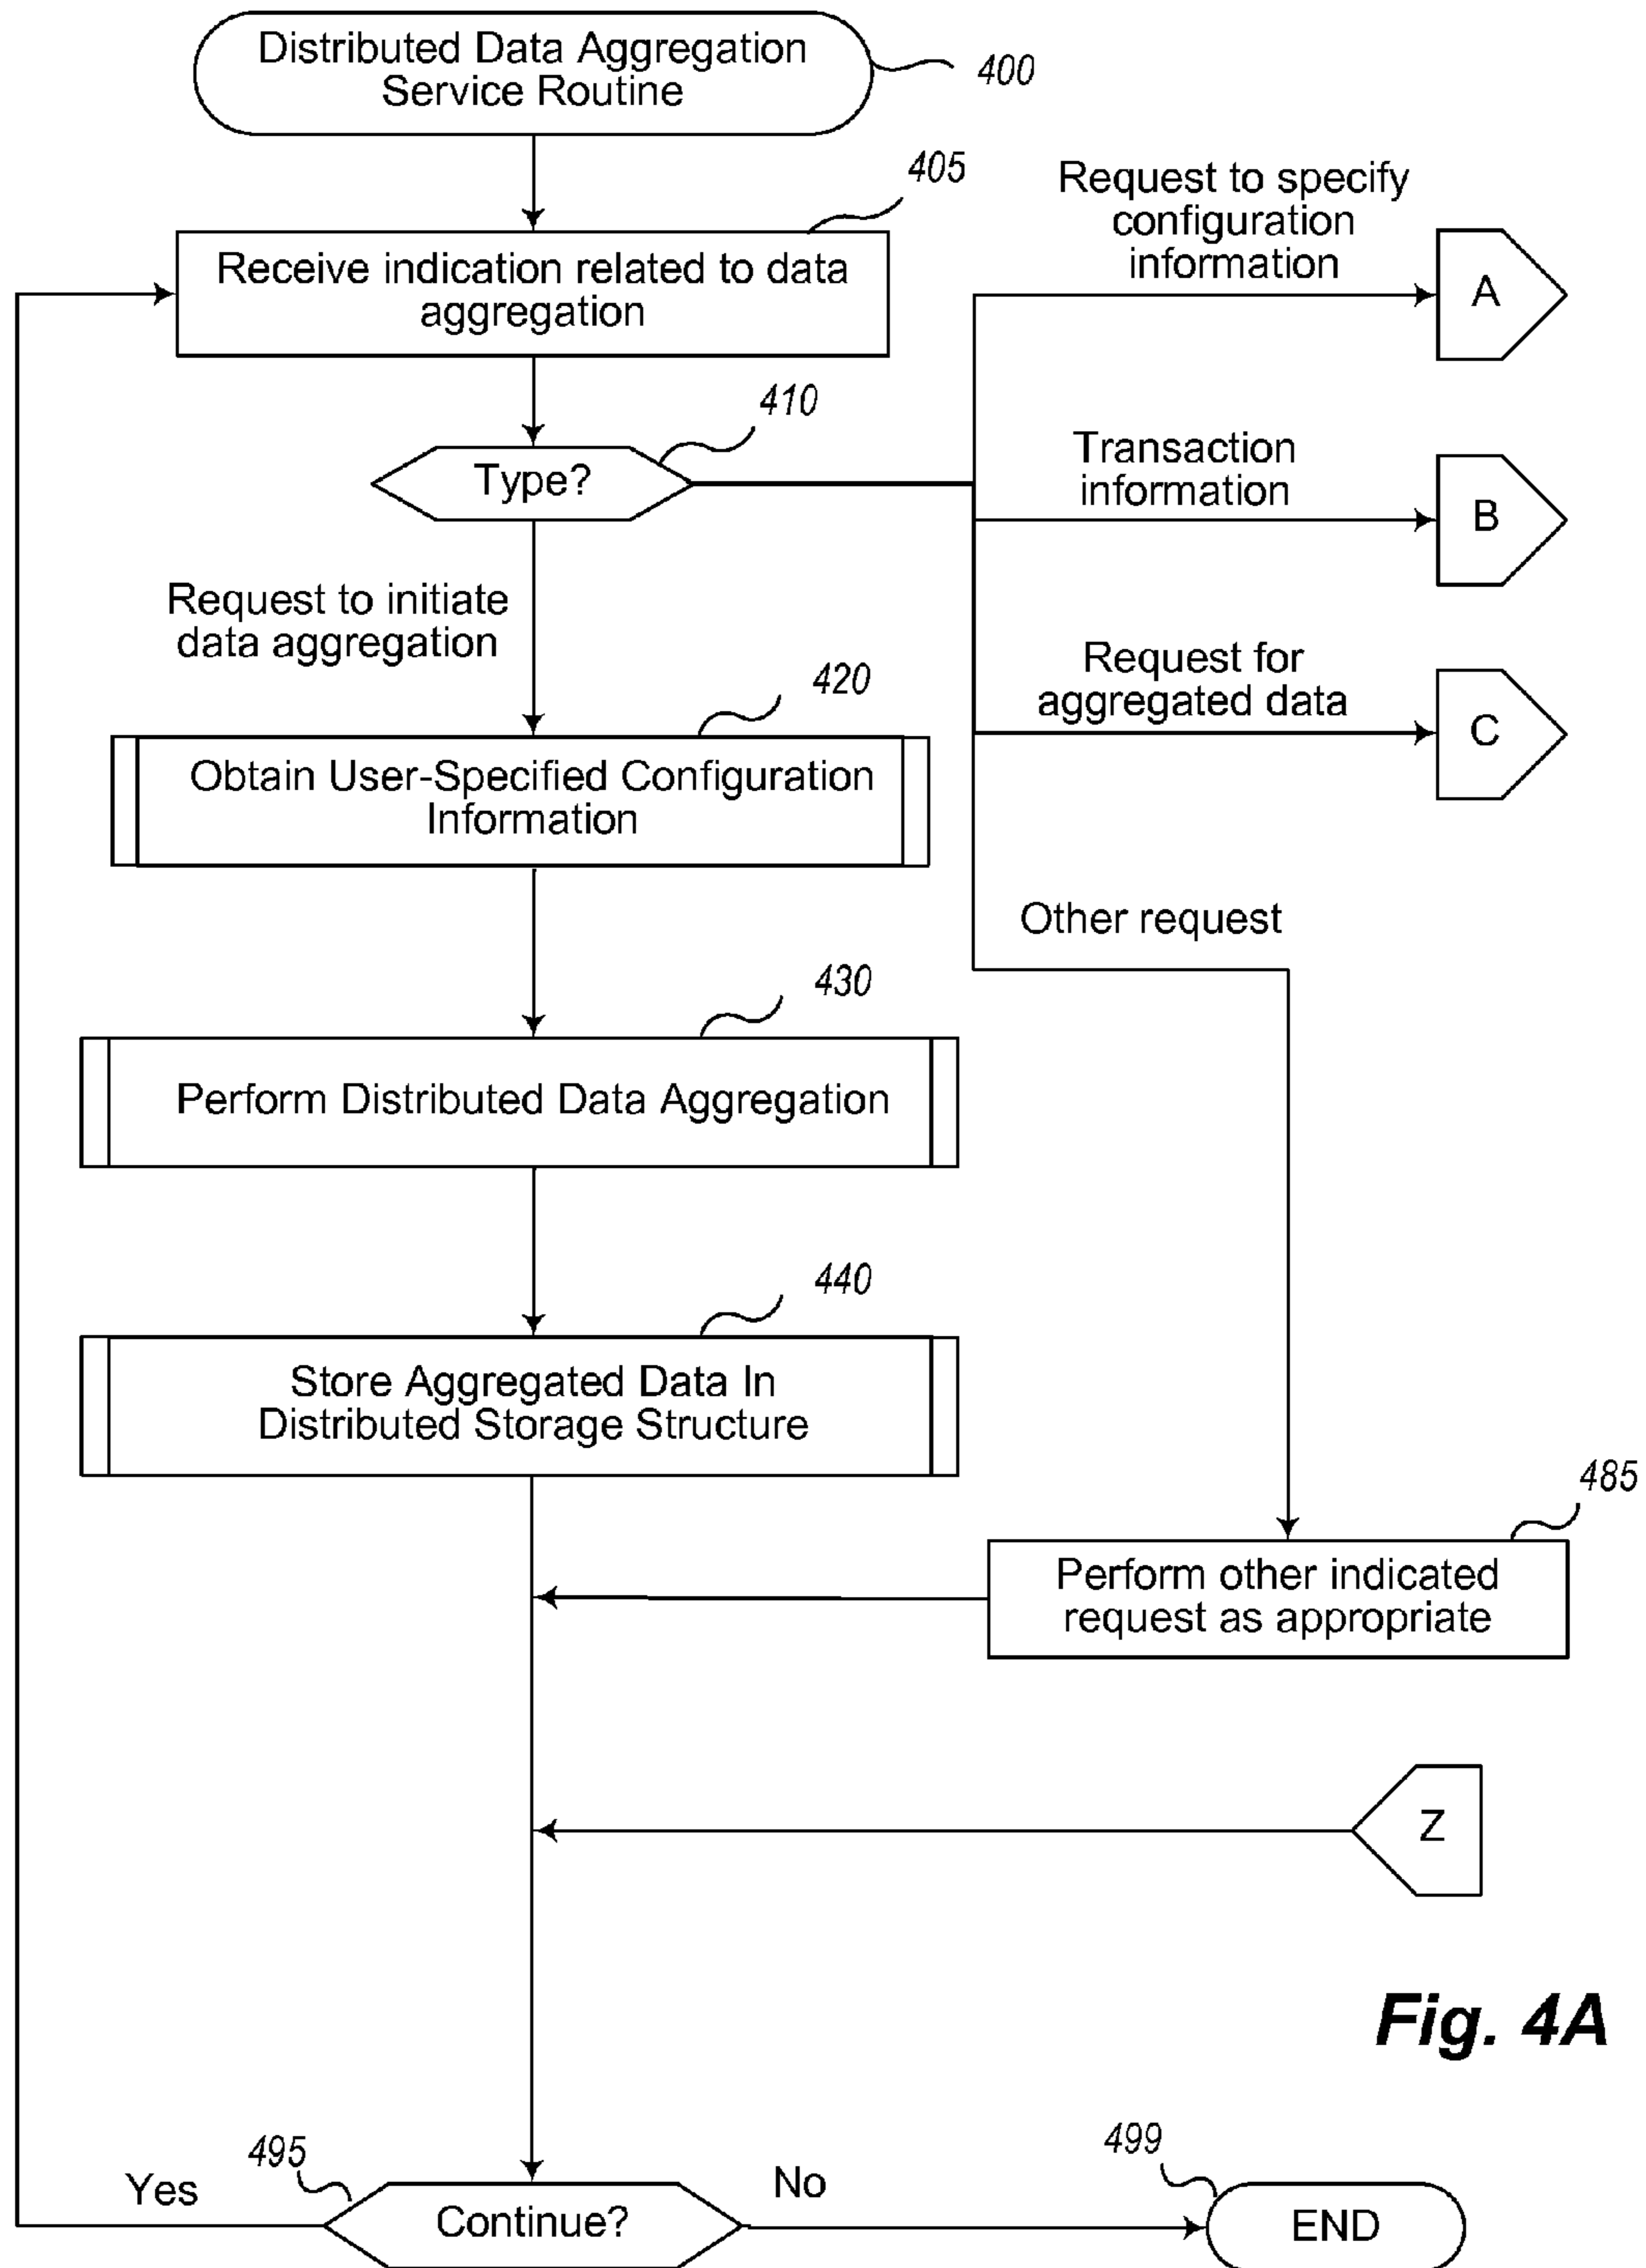 Distributed Data Aggregation
Service Routine
400
405
Receive indication related to data
aggregation
Request to specify
configuration
information
A
410
Type?
Transaction
information
B
Request to initiate
data aggregation
Request for
aggregated data
C
420
Obtain User-Specified Configuration
Information
Other request
430
Perform Distributed Data Aggregation
440
Store Aggregated Data In
Distributed Storage Structure
485
Perform other indicated
request as appropriate
Z
Fig. 4A
495
Yes
Continue?
No
499
END